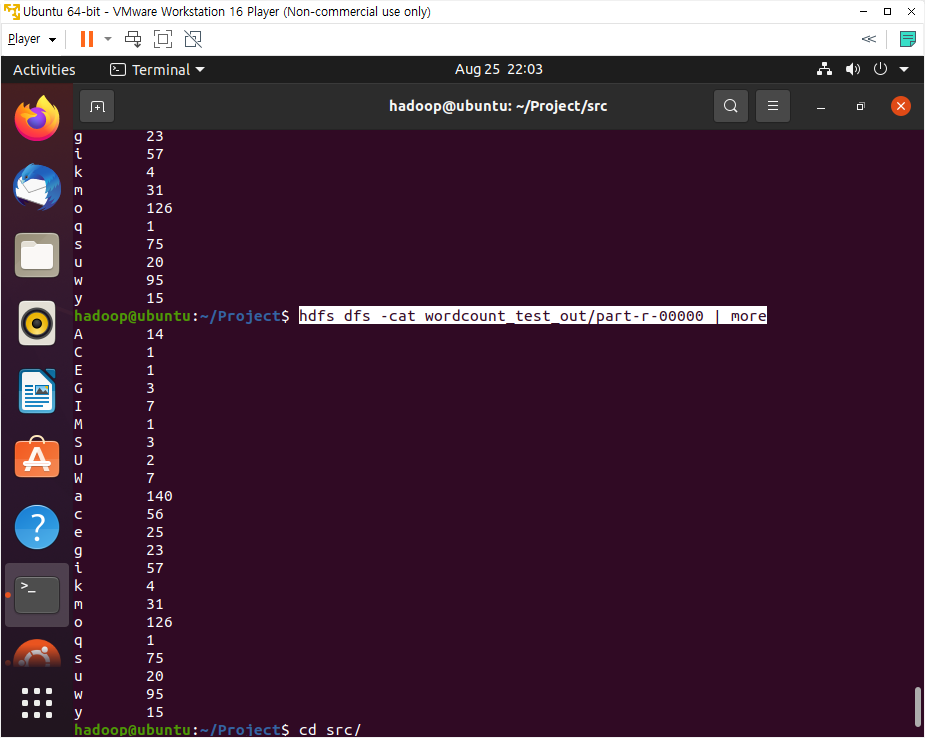 Ubuntu 64-bit - VMware Workstation 16 Player (Non-commercial use only)
Player
Activities Terminal Aug 25 22:03
hadoop@ubuntu: ~/Project/src
g 23
i 57
k 4
m 31
o 126
q 1
s 75
u 20
w 95
y 15
hadoop@ubuntu:~/Project$ hdfs dfs -cat wordcount_test_out/part-r-00000 | more
A 14
C 1
E 1
G 3
I 7
M 1
S 3
U 2
W 7
a 140
c 56
e 25
g 23
i 57
k 4
m 31
o 126
q 1
s 75
u 20
w 95
y 15
hadoop@ubuntu:~/Project$ cd src/